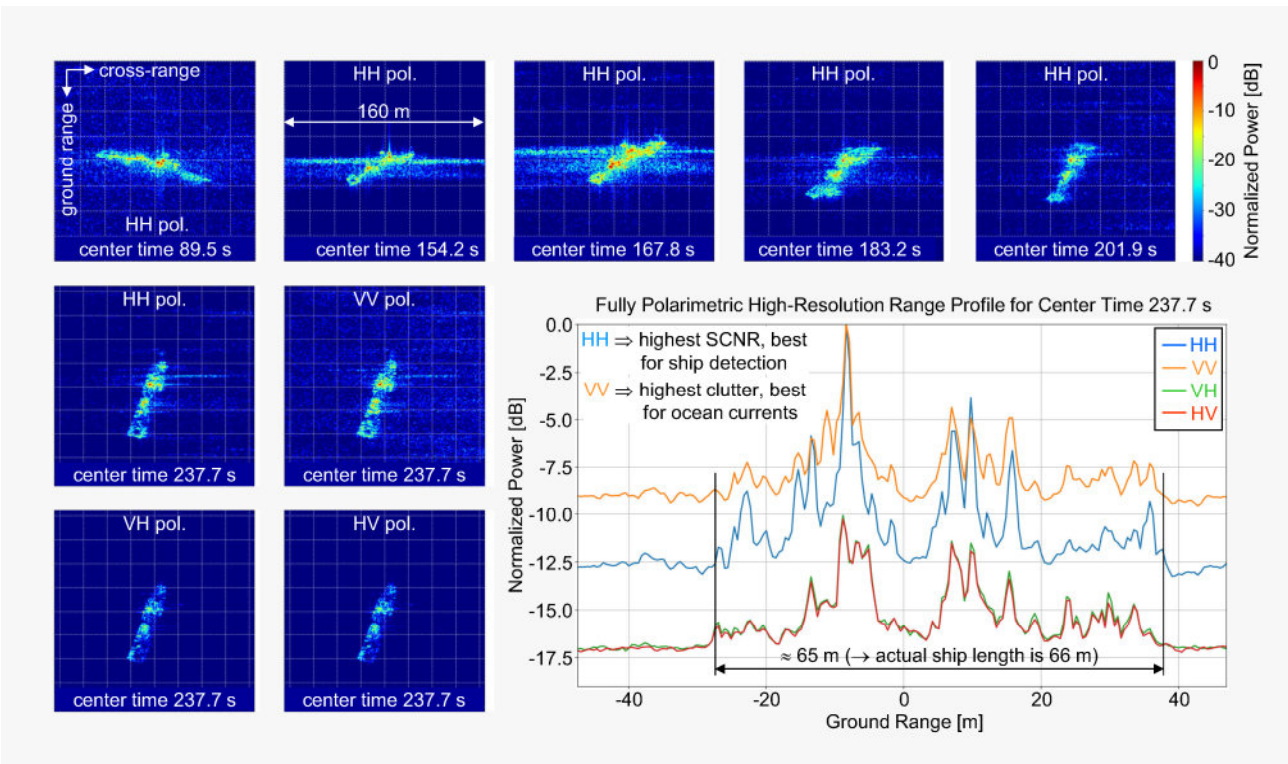 cross-range
ground range
HH pol.
center time 89.5 s
HH pol.
160 m
center time 154.2 s
HH pol.
center time 167.8 s
HH pol.
center time 183.2 s
HH pol.
center time 201.9 s
0
-10
-20
-30
-40
Normalized Power [dB]
HH pol.
center time 237.7 s
VV pol.
center time 237.7 s
VH pol.
center time 237.7 s
HV pol.
center time 237.7 s
Fully Polarimetric High-Resolution Range Profile for Center Time 237.7 s
HH ⇒ highest SCNR, best
for ship detection
VV ⇒ highest clutter, best
for ocean currents
HH
VV
VH
HV
0.0
-2.5
-5.0
-7.5
-10.0
-12.5
-15.0
-17.5
Normalized Power [dB]
≈ 65 m (→ actual ship length is 66 m)
-40
-20
0
20
40
Ground Range [m]